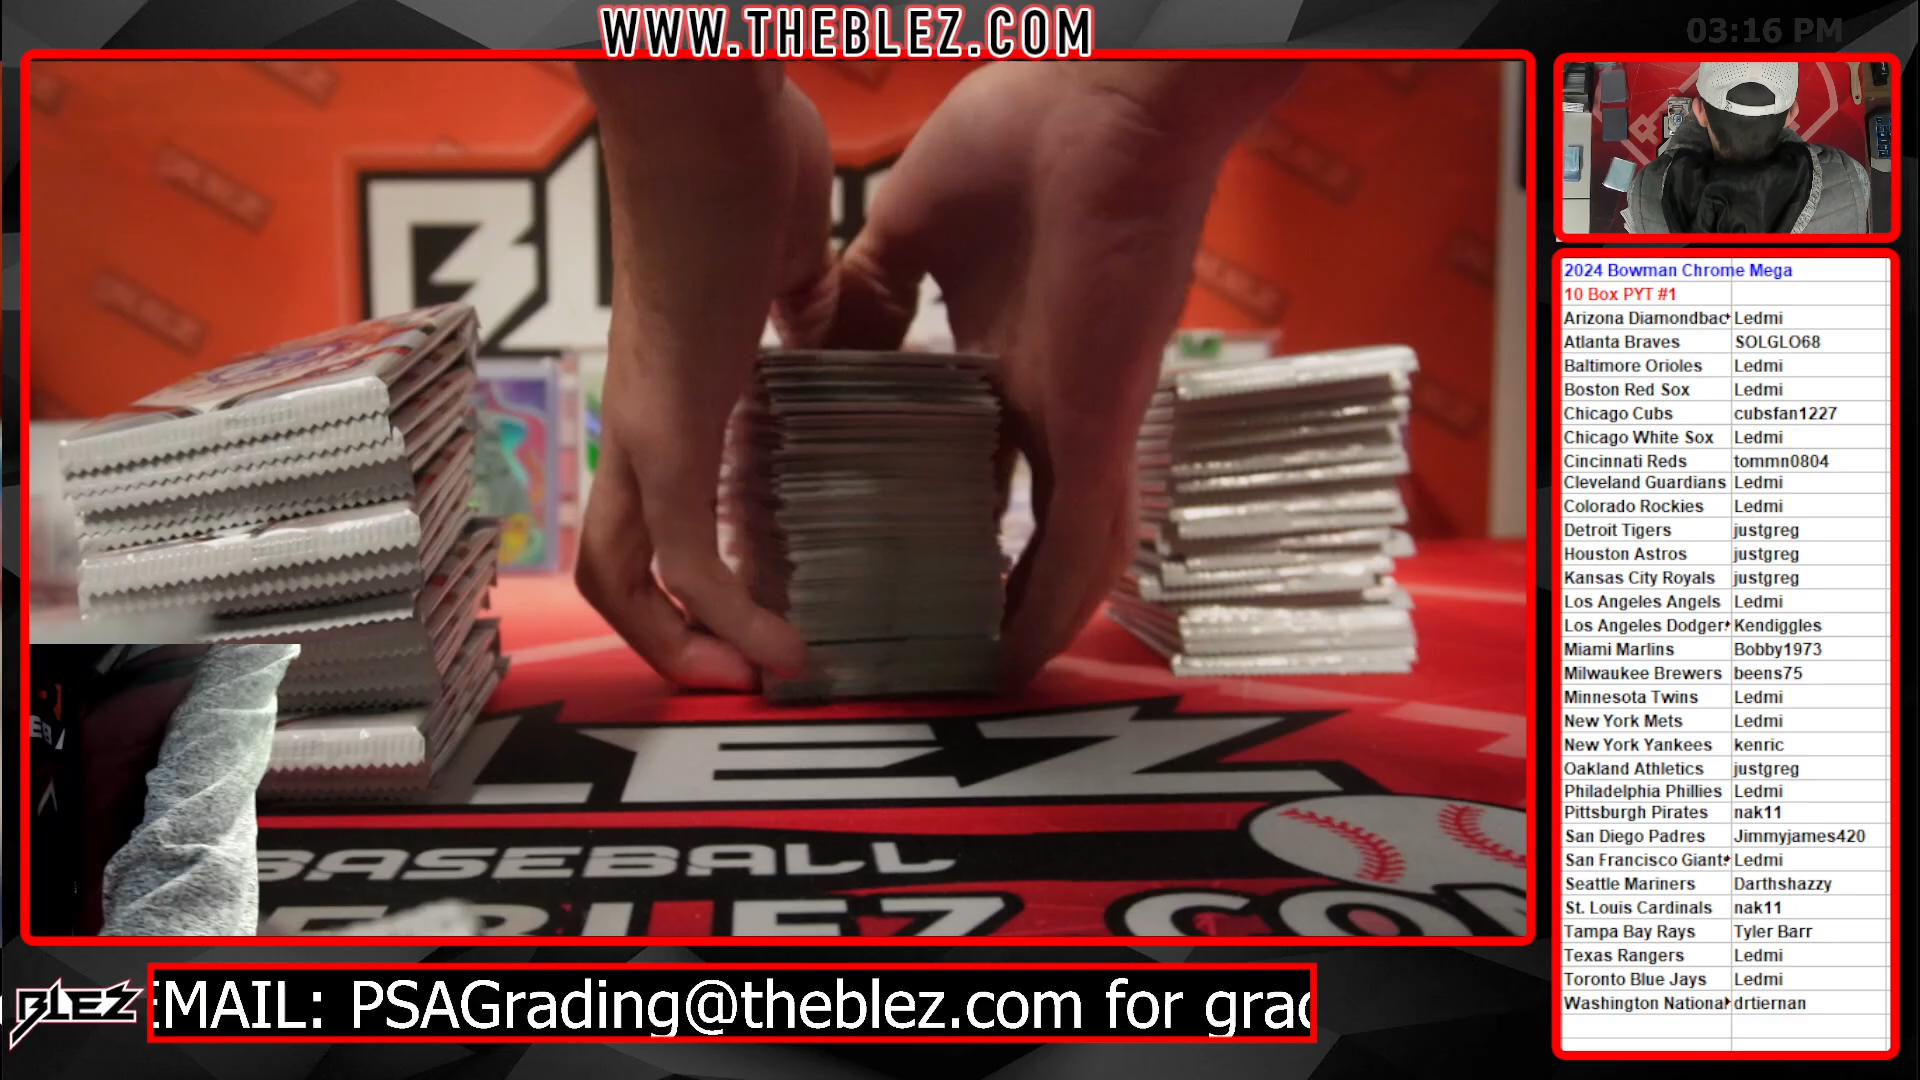 WWW.THEBLEZ.COM
03:16 PM
2024 Bowman Chrome Mega
10 Box PYT #1
Arizona Diamondbac Ledmi
Atlanta Braves SOLGLO68
Baltimore Orioles Ledmi
Boston Red Sox Ledmi
Chicago Cubs cubsfan1227
Chicago White Sox Ledmi
Cincinnati Reds tommn0804
Cleveland Guardians Ledmi
Colorado Rockies Ledmi
Detroit Tigers justgreg
Houston Astros justgreg
Kansas City Royals justgreg
Los Angeles Angels Ledmi
Los Angeles Dodger Kendiggles
Miami Marlins Bobby1973
Milwaukee Brewers beens75
Minnesota Twins Ledmi
New York Mets Ledmi
New York Yankees kenric
Oakland Athletics justgreg
Philadelphia Phillies Ledmi
Pittsburgh Pirates nak11
San Diego Padres Jimmyjames420
San Francisco Giant Ledmi
Seattle Mariners Darthshazzy
St. Louis Cardinals nak11
Tampa Bay Rays Tyler Barr
Texas Rangers Ledmi
Toronto Blue Jays Ledmi
Washington National drtiernan
BLE
LEZ
BASEBALL
BLEZ CO
BLEZ
EMAIL: PSAGrading@theblez.com for grad